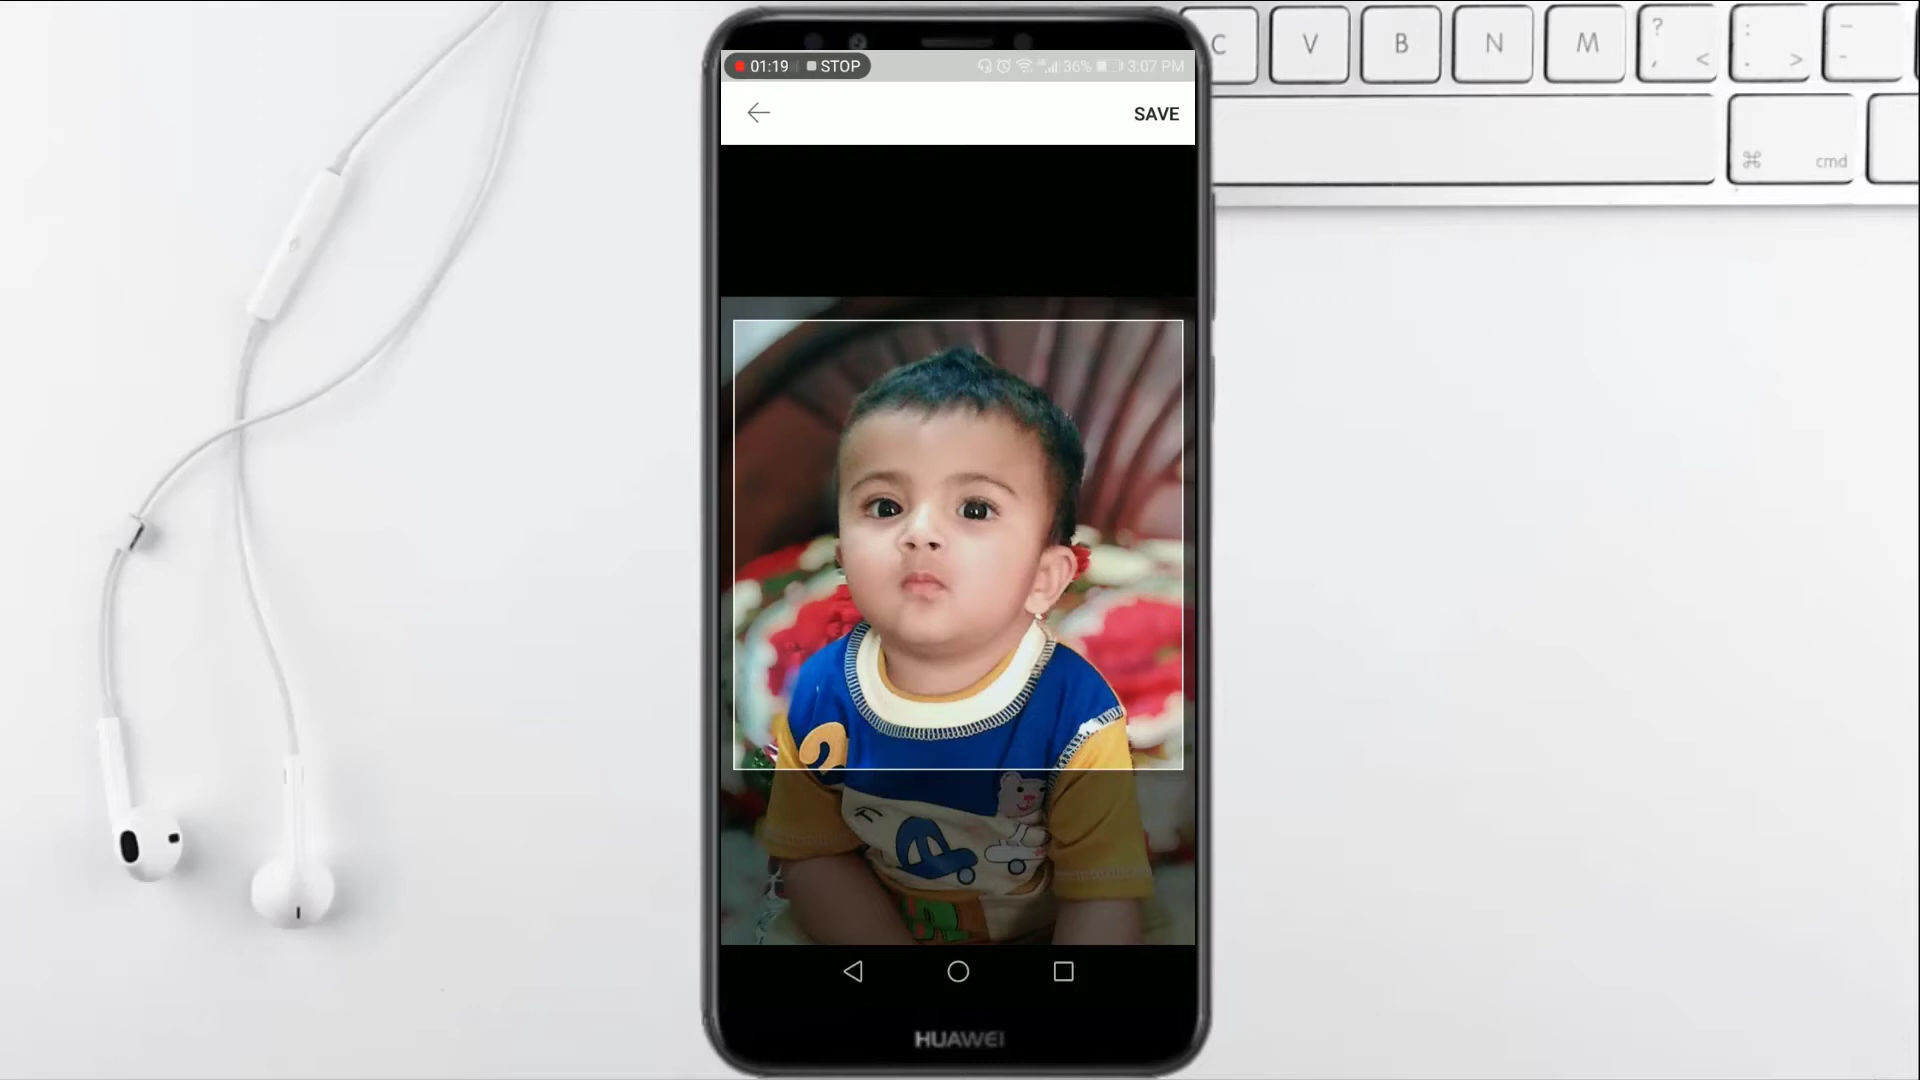 01:19 STOP 36% 3:07 PM
SAVE
HUAWEI
C V B N M ? , < : . > - -
⌘ cmd